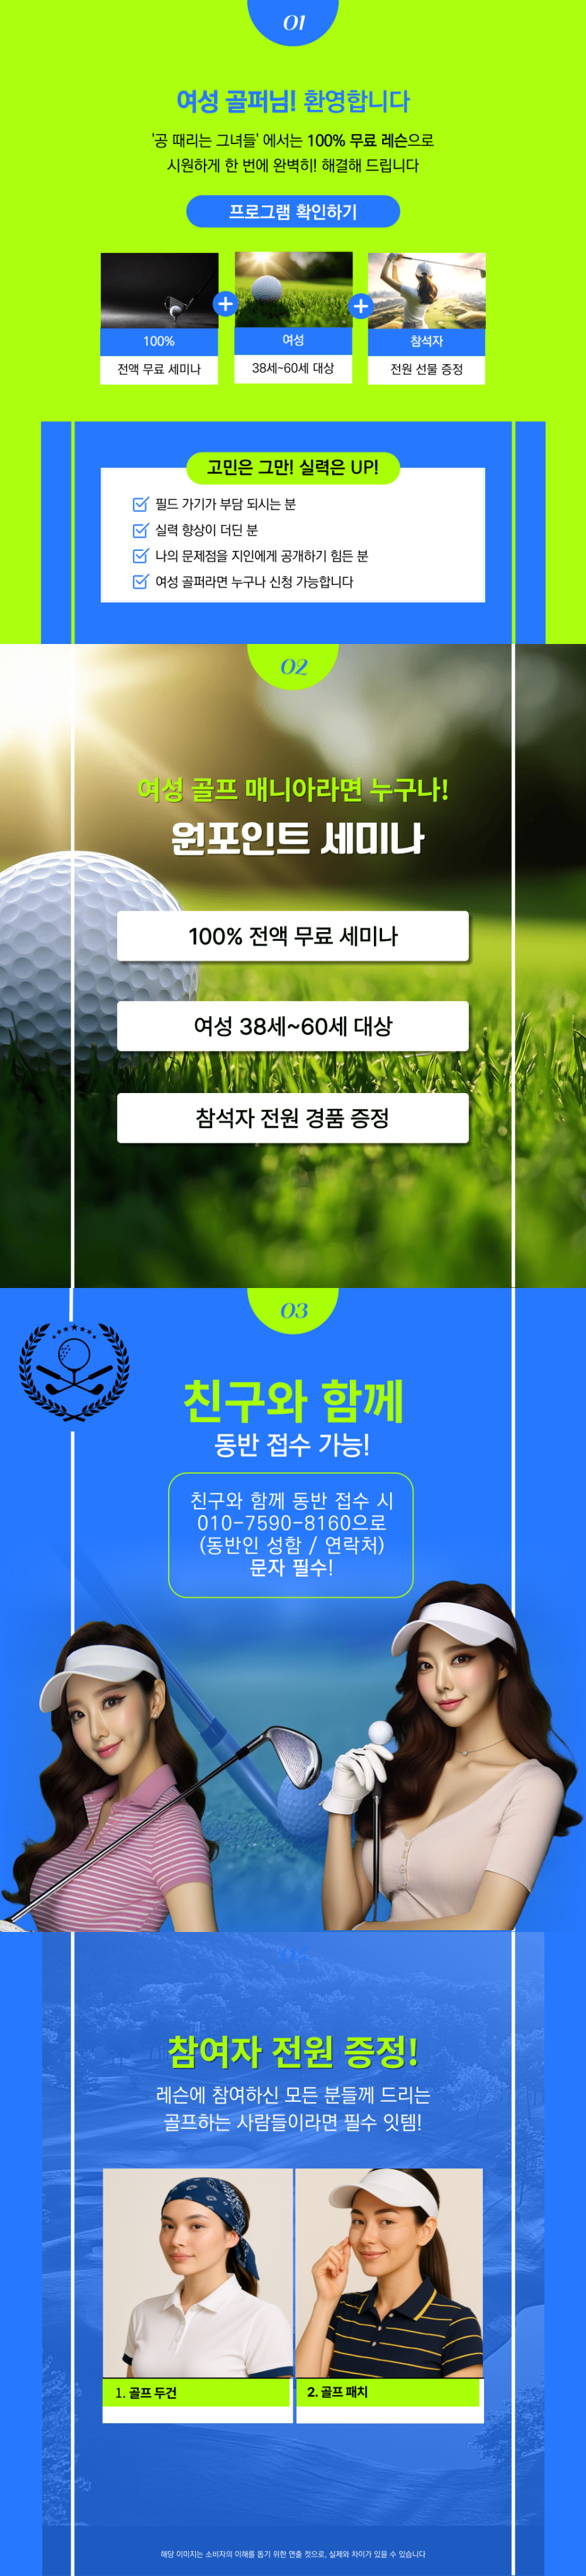 01
여성 골퍼님! 환영합니다
'공 때리는 그녀들' 에서는 100% 무료 레슨으로
시원하게 한 번에 완벽히! 해결해 드립니다
프로그램 확인하기
100%
전액 무료 세미나
여성
38세~60세 대상
참석자
전원 선물 증정
고민은 그만! 실력은 UP!
필드 가기가 부담 되시는 분
실력 향상이 더딘 분
나의 문제점을 지인에게 공개하기 힘든 분
여성 골퍼라면 누구나 신청 가능합니다
02
여성 골프 매니아라면 누구나!
원포인트 세미나
100% 전액 무료 세미나
여성 38세~60세 대상
참석자 전원 경품 증정
03
친구와 함께
동반 접수 가능!
친구와 함께 동반 접수 시
010-7590-8160으로
(동반인 성함 / 연락처)
문자 필수!
참여자 전원 증정!
레슨에 참여하신 모든 분들께 드리는
골프하는 사람들이라면 필수 잇템!
1. 골프 두건
2. 골프 패치
해당 이미지는 소비자의 이해를 돕기 위한 연출 컷으로, 실제와 차이가 있을 수 있습니다